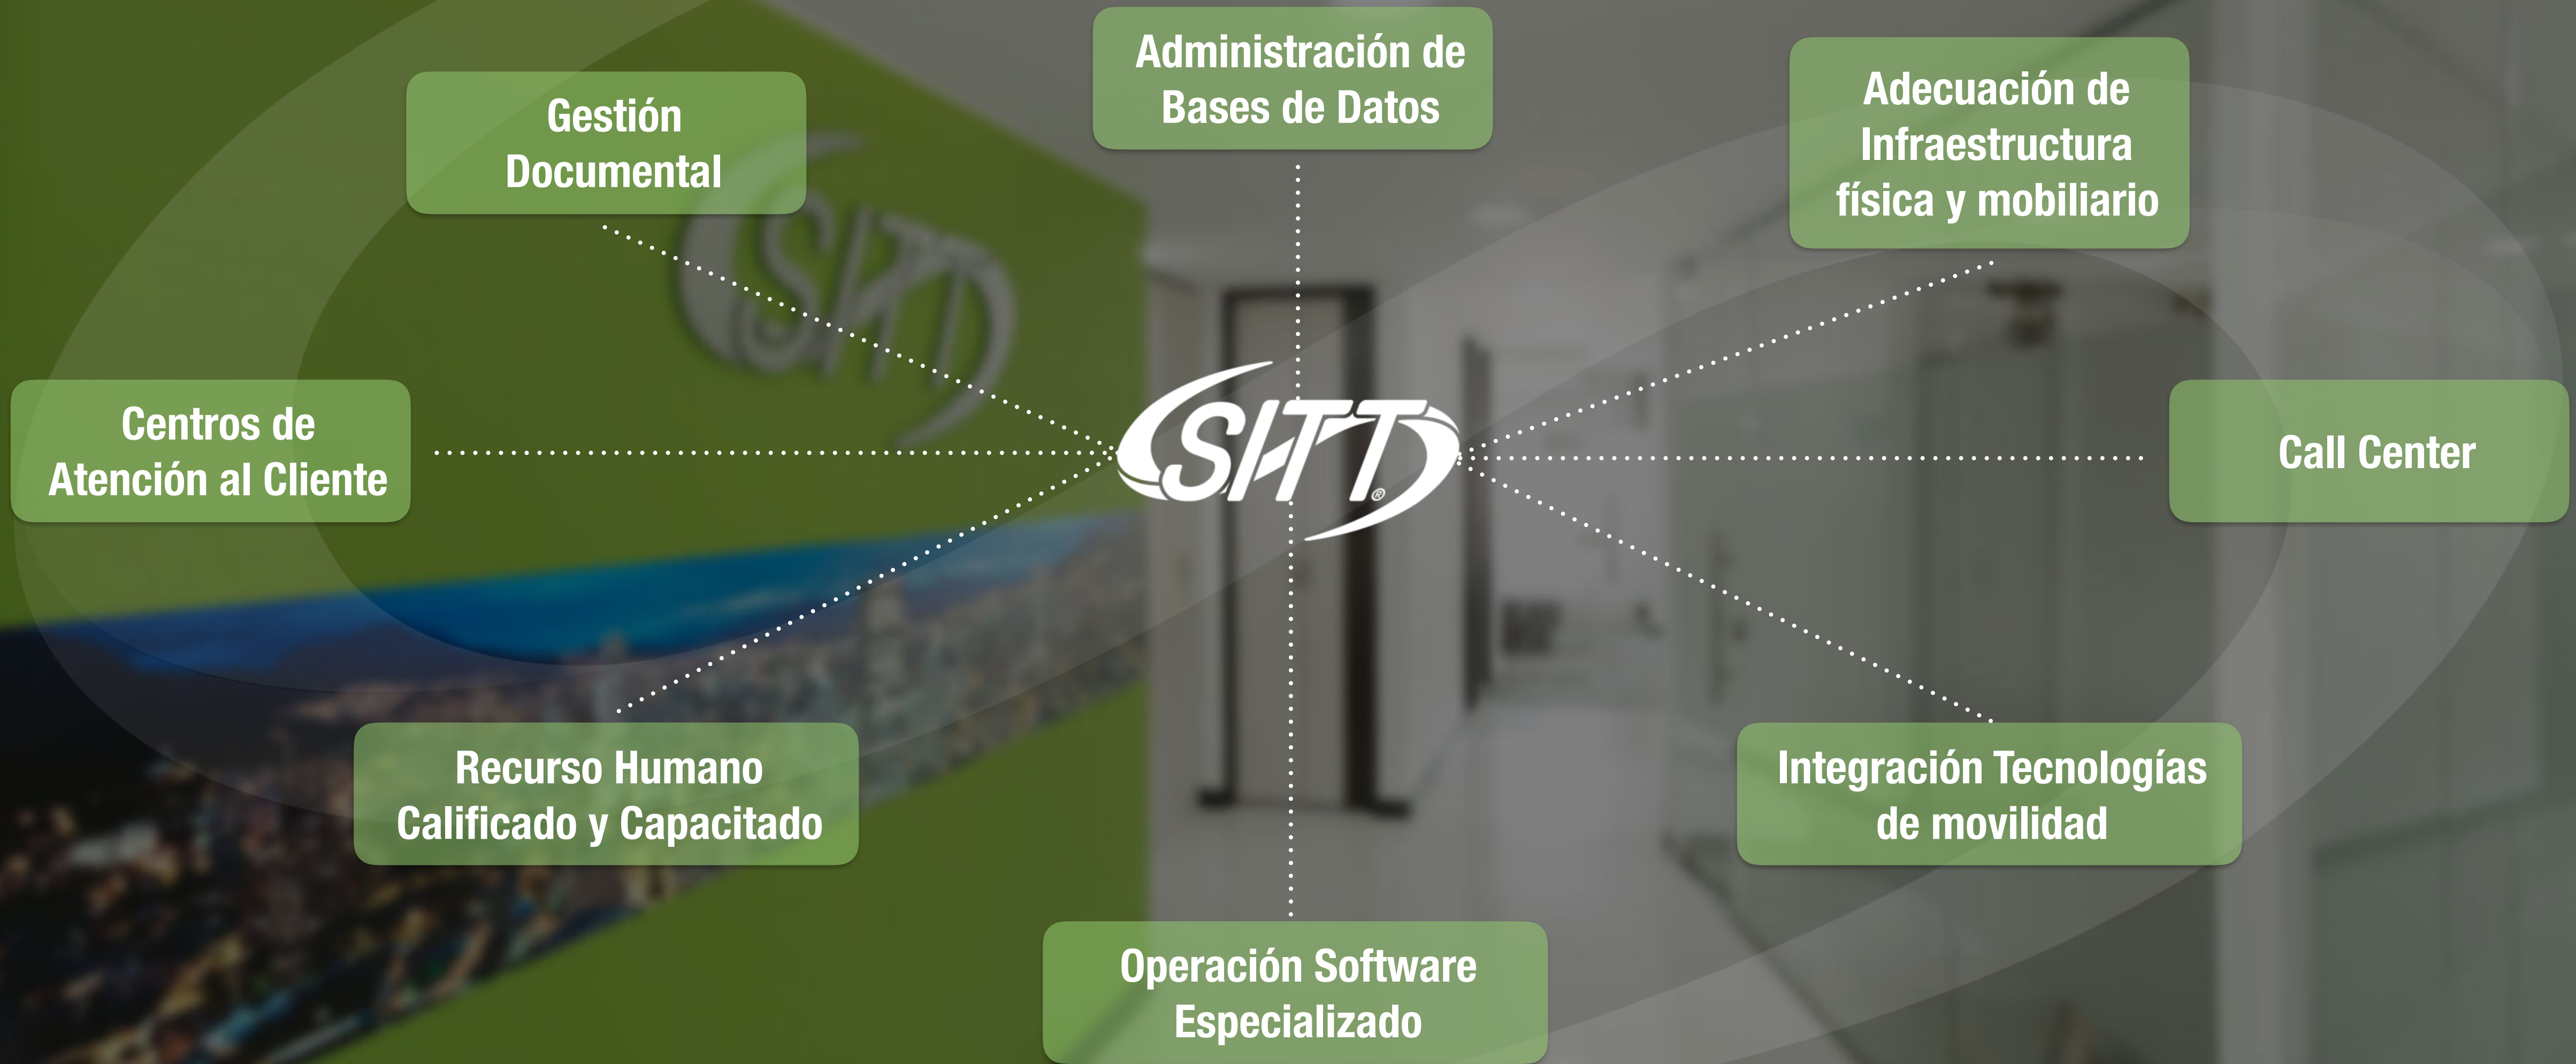 Administración de
Bases de Datos
Gestión
Documental
Adecuación de
Infraestructura
física y mobiliario
SITT
SITT®
Centros de
Atención al Cliente
Call Center
Recurso Humano
Calificado y Capacitado
Integración Tecnologías
de movilidad
Operación Software
Especializado